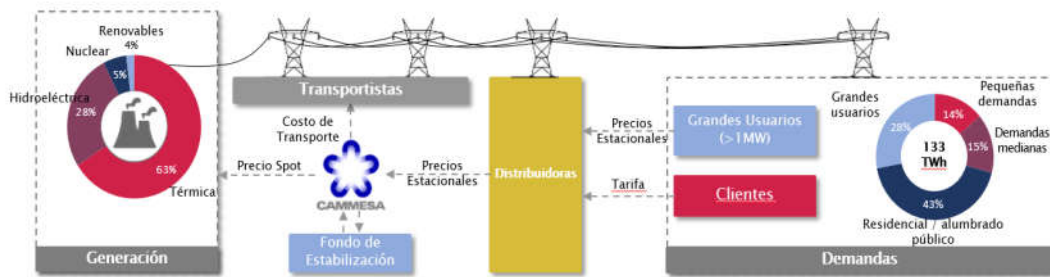 Renovables
4%
Nuclear
5%
Hidroeléctrica
28%
63%
Térmica
Generación
Transportistas
Costo de
Transporte
Precio Spot
CAMMESA
Precios
Estacionales
Fondo de
Estabilización
Distribuidoras
Precios
Estacionales
Tarifa
Grandes Usuarios
(>1MW)
Clientes
Grandes
usuarios
28%
Pequeñas
demandas
14%
Demandas
medianas
15%
133
TWh
43%
Residencial / alumbrado
público
Demandas